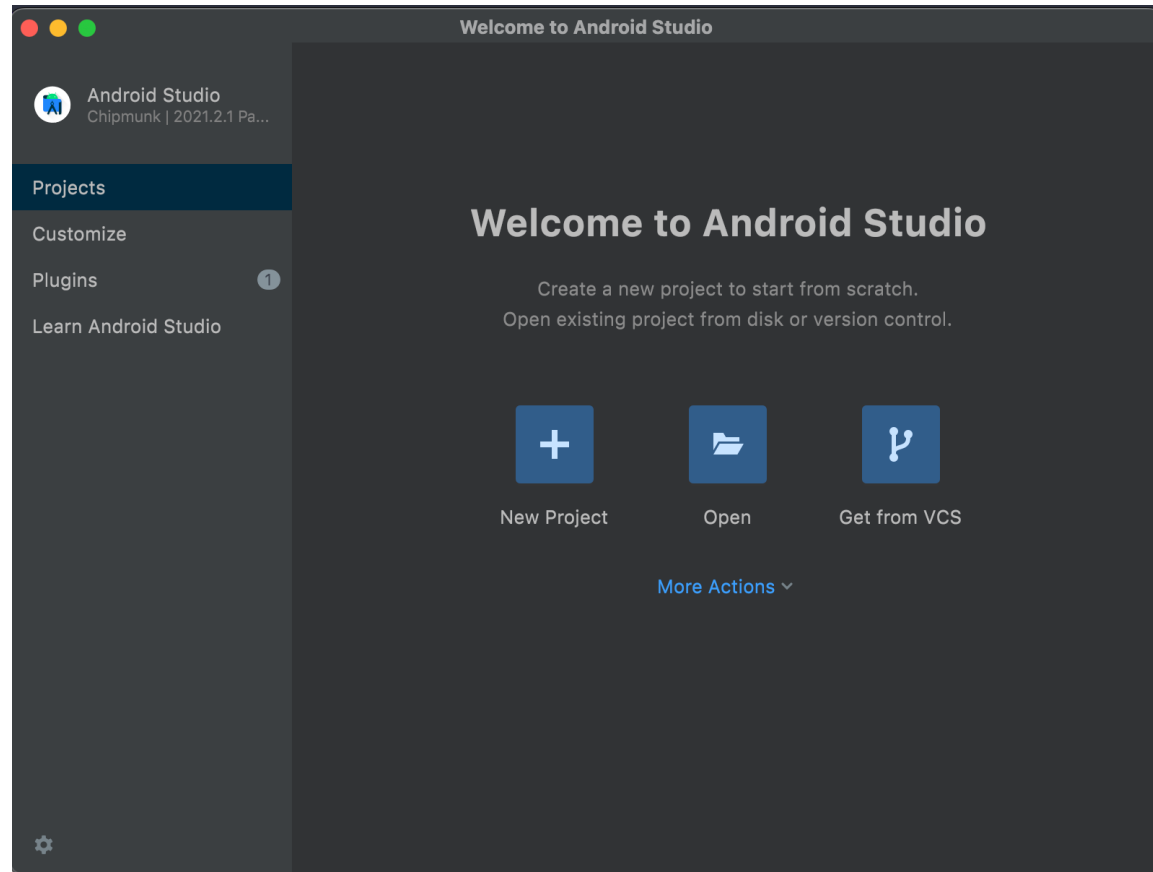 Welcome to Android Studio
Android Studio
Chipmunk | 2021.2.1 Pa...
Projects
Customize
Plugins
1
Learn Android Studio
Welcome to Android Studio
Create a new project to start from scratch.
Open existing project from disk or version control.
New Project
Open
Get from VCS
More Actions